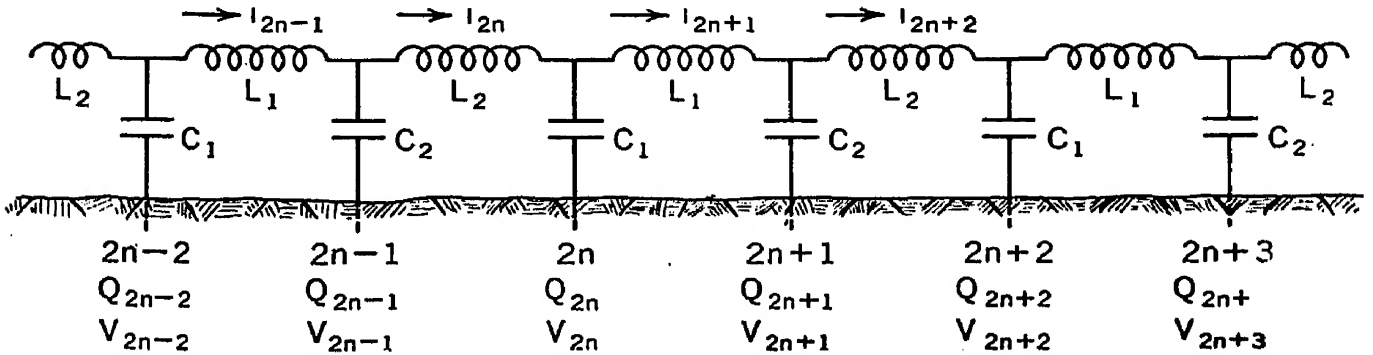 I₂ₙ₋₁ I₂ₙ I₂ₙ₊₁ I₂ₙ₊₂
L₂ L₁ L₂ L₁ L₂ L₁ L₂
C₁ C₂ C₁ C₂ C₁ C₂
2n−2 2n−1 2n 2n+1 2n+2 2n+3
Q₂ₙ₋₂ Q₂ₙ₋₁ Q₂ₙ Q₂ₙ₊₁ Q₂ₙ₊₂ Q₂ₙ₊
V₂ₙ₋₂ V₂ₙ₋₁ V₂ₙ V₂ₙ₊₁ V₂ₙ₊₂ V₂ₙ₊₃